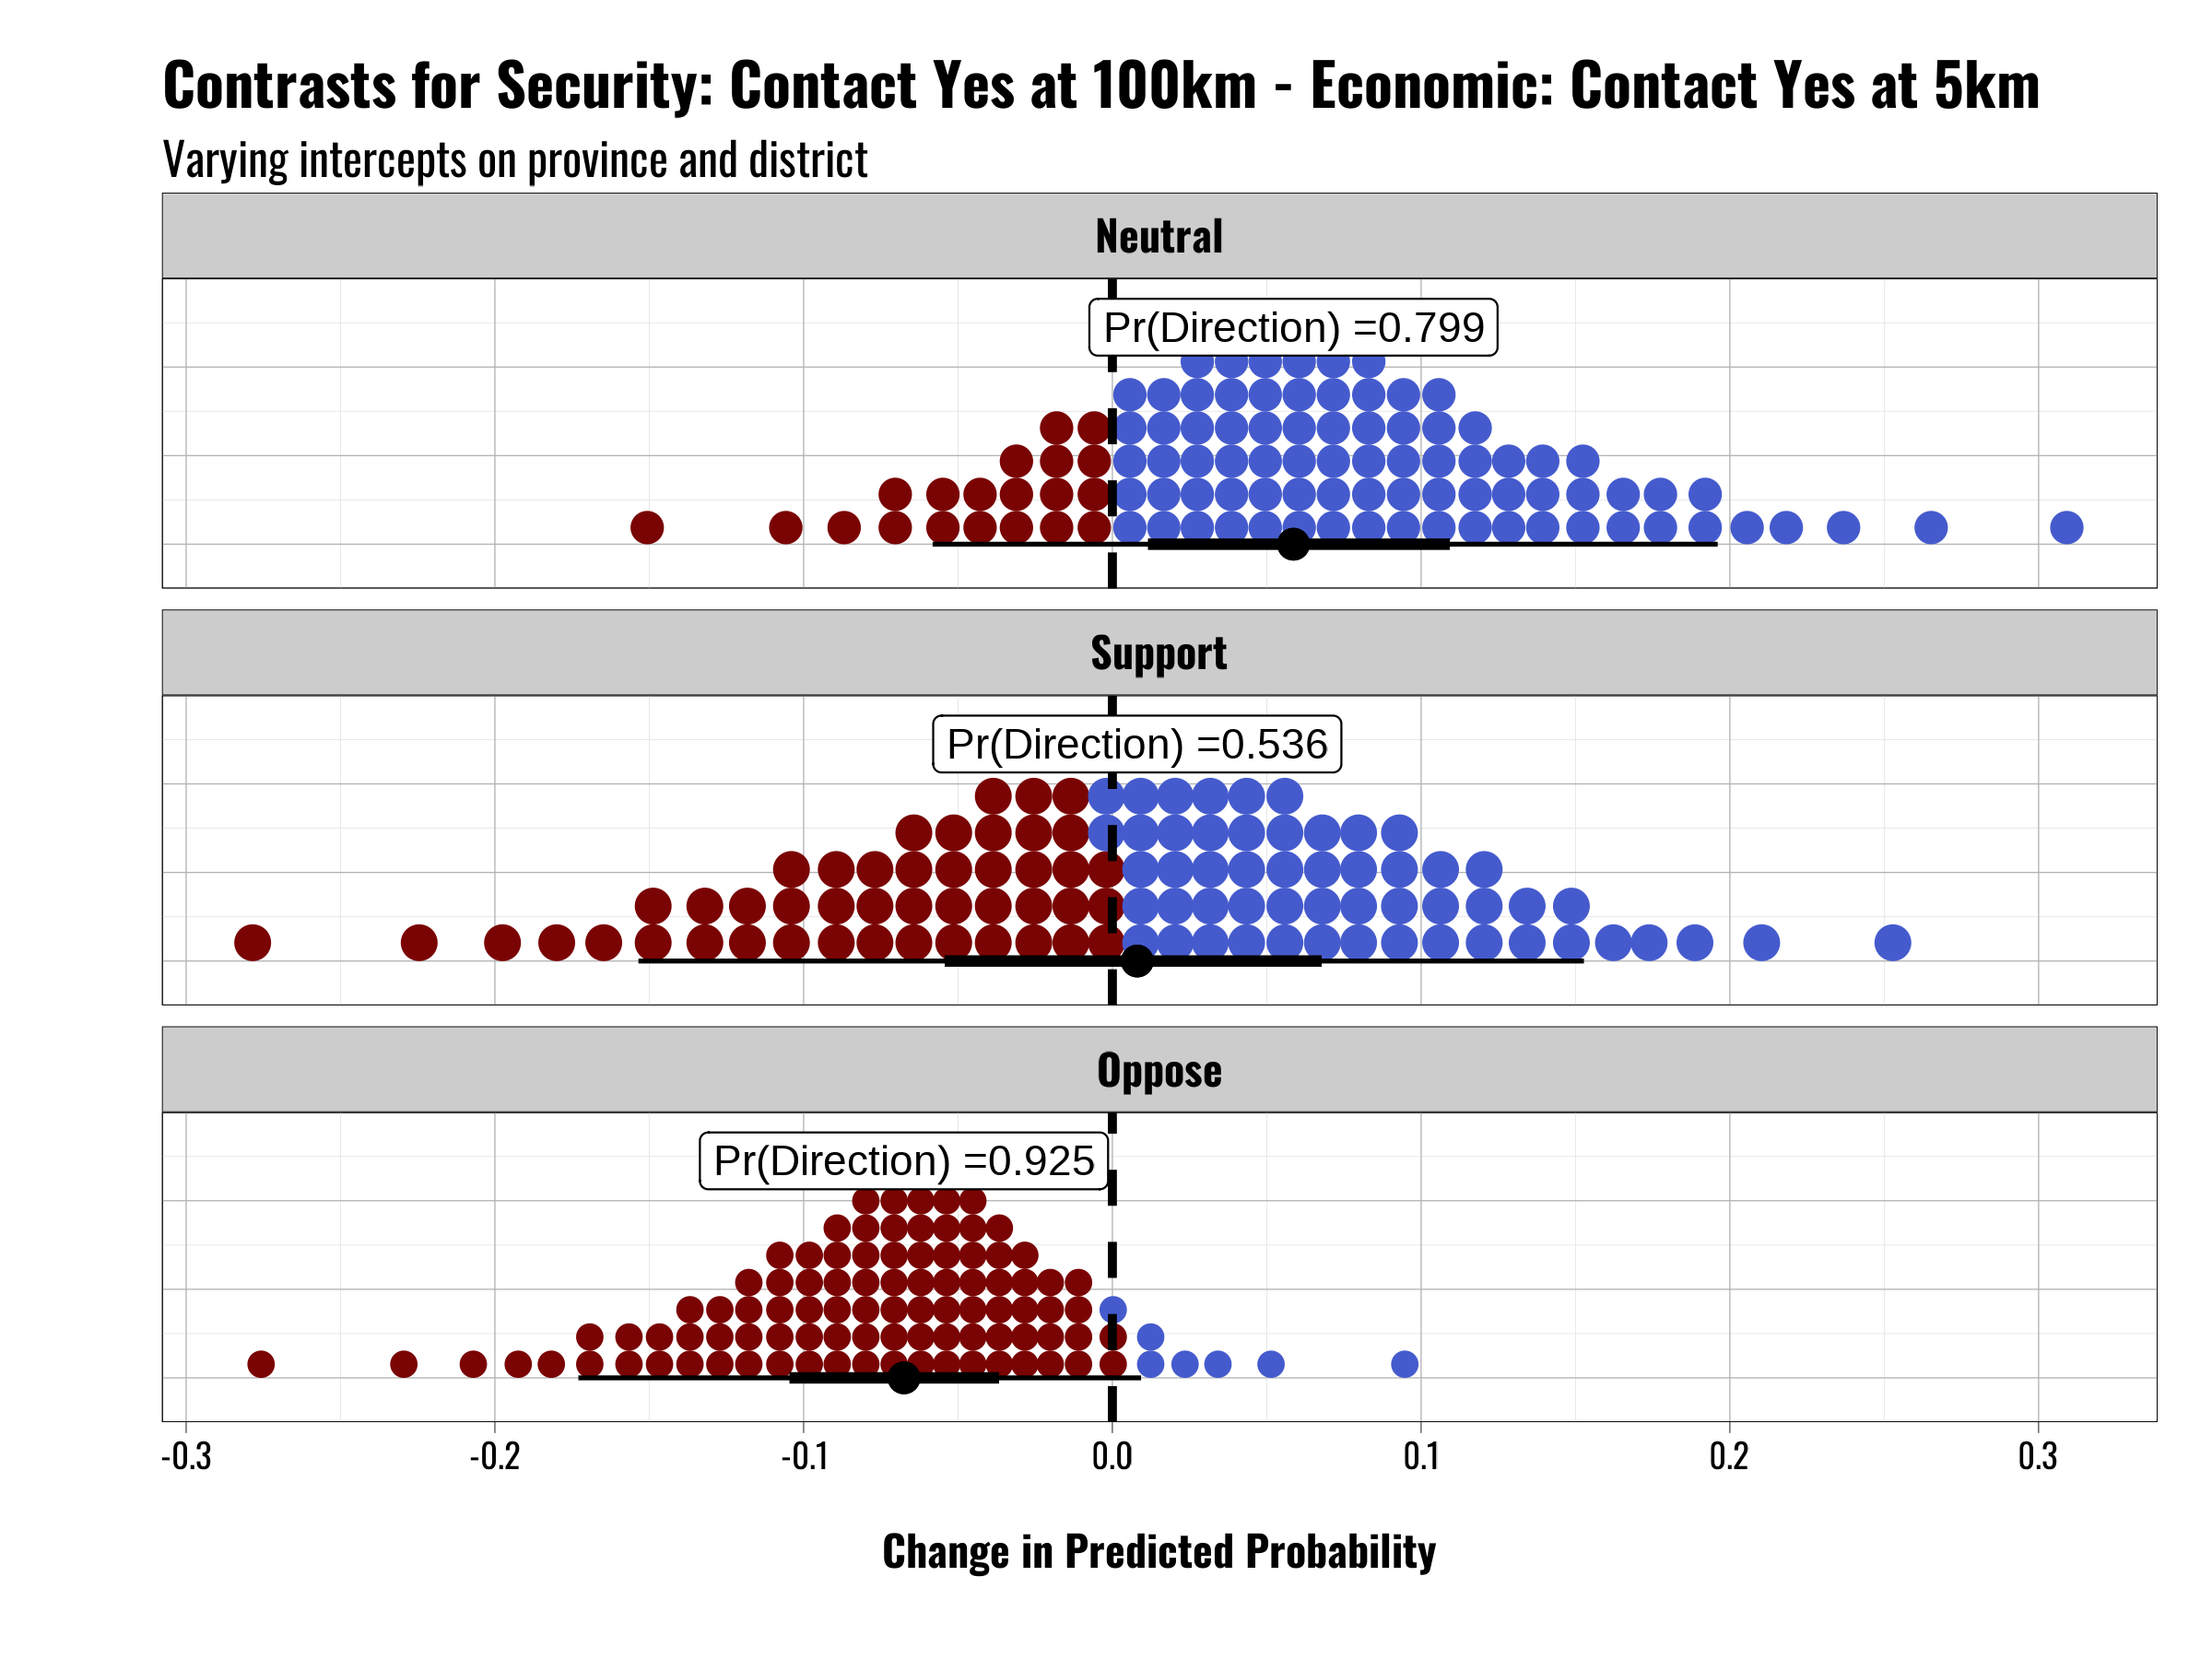 Contrasts for Security: Contact Yes at 100km - Economic: Contact Yes at 5km
Varying intercepts on province and district
Neutral
Pr(Direction) =0.799
Support
Pr(Direction) =0.536
Oppose
Pr(Direction) =0.925
-0.3 -0.2 -0.1 0.0 0.1 0.2 0.3
Change in Predicted Probability